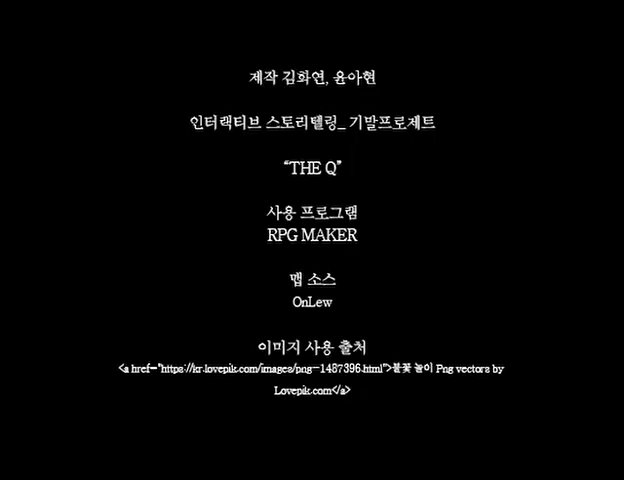 제작 김화연, 윤아현
인터랙티브 스토리텔링_ 기말프로제트
“THE Q”
사용 프로그램
RPG MAKER
맵 소스
OnLew
이미지 사용 출처
<a href="https://kr.lovepik.com/images/png-1487396.html">불꽃 놀이 Png vectors by
Lovepik.com</a>